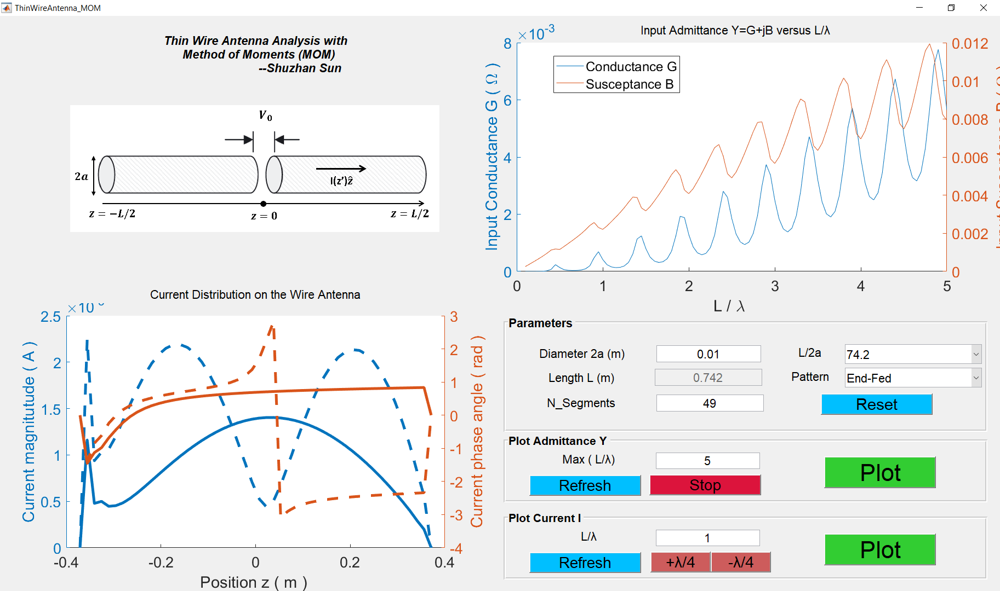 ThinWireAntenna_MOM
Thin Wire Antenna Analysis with
Method of Moments (MOM)
--Shuzhan Sun
V₀
2a
I(z')ẑ
z = −L/2
z = 0
z = L/2
Input Admittance Y=G+jB versus L/λ
×10⁻³
Conductance G
Susceptance B
Input Conductance G ( Ω )
8
6
4
2
0
0.012
0.01
0.008
0.006
0.004
0.002
0
0 1 2 3 4 5
L / λ
Current Distribution on the Wire Antenna
×10
Current magnitutude ( A )
2.5
2
1.5
1
0.5
0
3
2
1
0
-1
-2
-3
-4
Current phase angle ( rad )
-0.4 -0.2 0 0.2 0.4
Position z ( m )
Parameters
Diameter 2a (m) 0.01 L/2a 74.2
Length L (m) 0.742 Pattern End-Fed
N_Segments 49 Reset
Plot Admittance Y
Max ( L/λ) 5
Refresh Stop Plot
Plot Current I
L/λ 1
Refresh +λ/4 -λ/4 Plot